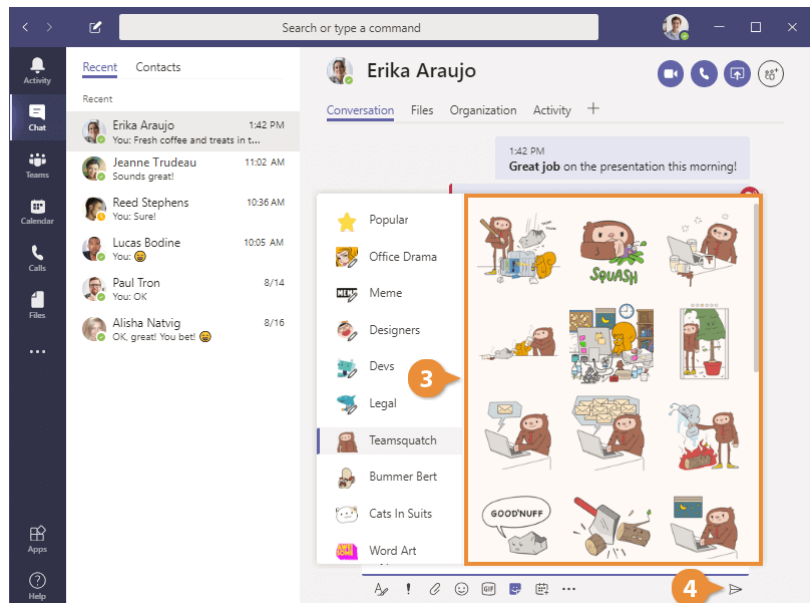 Search or type a command
Activity
Chat
Teams
Calendar
Calls
Files
Apps
Help
Recent
Contacts
Recent
Erika Araujo
1:42 PM
You: Fresh coffee and treats in t...
Jeanne Trudeau
11:02 AM
Sounds great!
Reed Stephens
10:36 AM
You: Sure!
Lucas Bodine
10:05 AM
You:
Paul Tron
8/14
You: OK
Alisha Natvig
8/16
OK, great! You bet!
Erika Araujo
Conversation
Files
Organization
Activity
1:42 PM
Great job on the presentation this morning!
Popular
Office Drama
MEME
Meme
Designers
Devs
Legal
Teamsquatch
Bummer Bert
Cats In Suits
Word Art
SQUASH
GOOD'NUFF
3
GIF
4